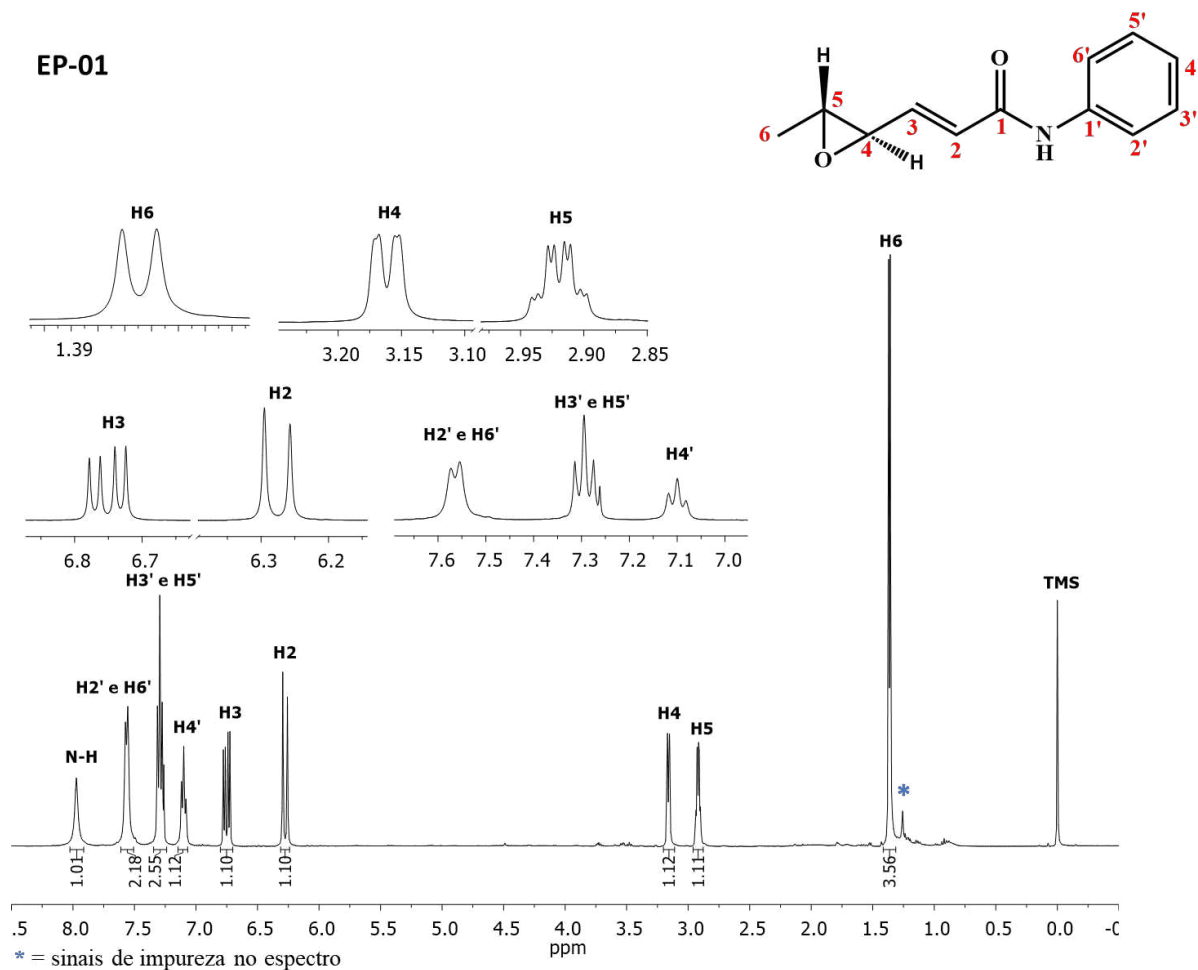 EP-01
5'
6'
4
3'
2'
1'
O
H
N
H
1
2
3
4
5
6
O
H
H6
H4
H5
1.39
3.20 3.15 3.10 2.95 2.90 2.85
H3
H2
H2' e H6'
H3' e H5'
H4'
6.8 6.7 6.3 6.2
7.6 7.5 7.4 7.3 7.2 7.1 7.0
N-H
H2' e H6'
H3' e H5'
H4'
H3
H2
H4
H5
H6
*
TMS
1.01 2.18 2.55 1.12 1.10 1.10 1.12 1.11 3.56
.5 8.0 7.5 7.0 6.5 6.0 5.5 5.0 4.5 4.0 3.5 3.0 2.5 2.0 1.5 1.0 0.5 0.0 -0
ppm
* = sinais de impureza no espectro